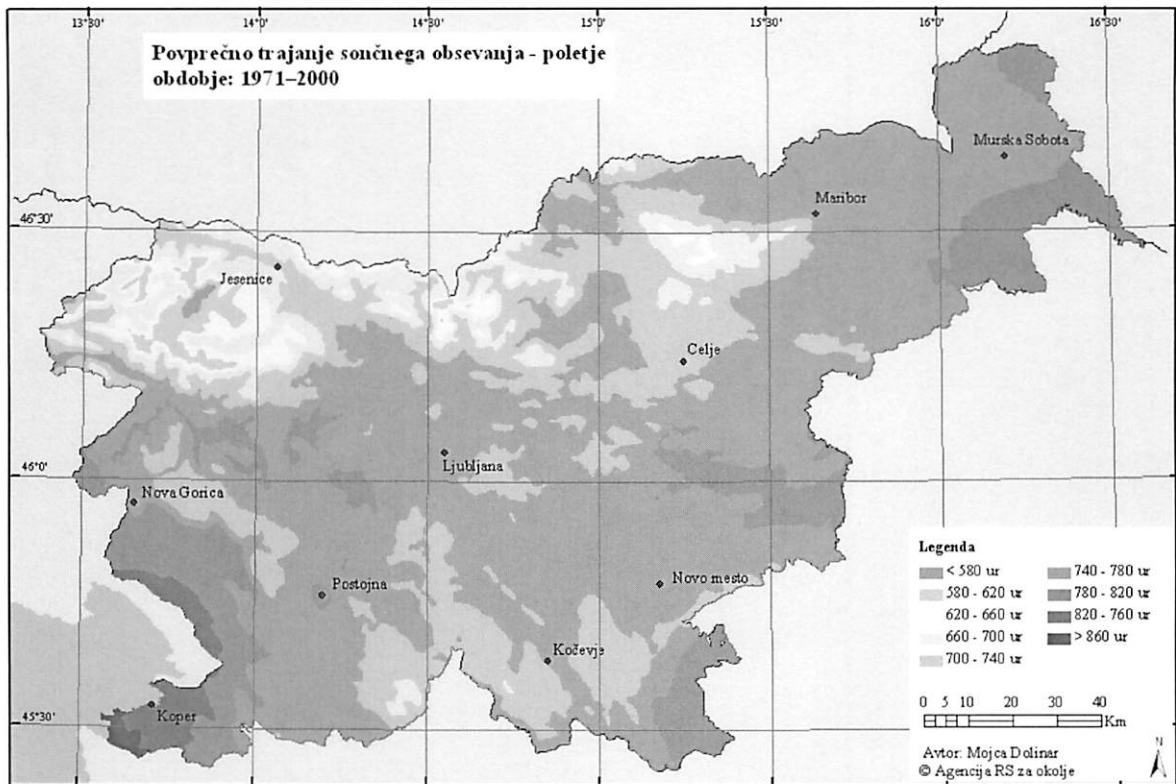 13°30'
14°0'
14°30'
15°0'
15°30'
16°0'
16°30'
Povprečno trajanje sončnega obsevanja - poletje
obdobje: 1971–2000
Murska Sobota
Maribor
46°30'
Jesenice
Celje
Ljubljana
46°0'
Nova Gorica
Postojna
Novo mesto
Kočevje
45°30'
Koper
Legenda
< 580 ur
580 - 620 ur
620 - 660 ur
660 - 700 ur
700 - 740 ur
740 - 780 ur
780 - 820 ur
820 - 760 ur
> 860 ur
0 5 10 20 30 40
Km
Avtor: Mojca Dolinar
© Agencija RS za okolje
N